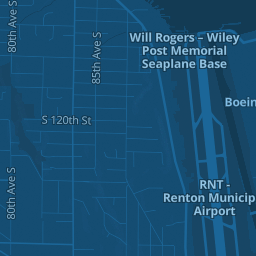 80th Ave S
85th Ave S
Will Rogers – Wiley
Post Memorial
Seaplane Base
Boein
S 120th St
80th Ave S
RNT -
Renton Municip
Airport